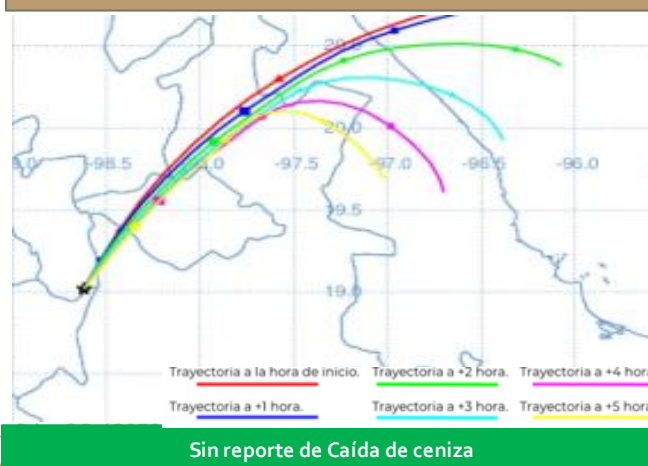 20.0
-98.5 -97.5 -97.0 -96.5 -96.0
19.5
19.0
Trayectoria a la hora de inicio. Trayectoria a +2 hora. Trayectoria a +4 hora
Trayectoria a +1 hora. Trayectoria a +3 hora. Trayectoria a +5 hora
Sin reporte de Caída de ceniza